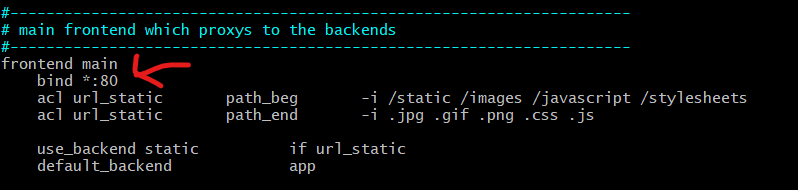 #---------------------------------------------------------------------
# main frontend which proxys to the backends
#---------------------------------------------------------------------
frontend main
    bind *:80
    acl url_static       path_beg       -i /static /images /javascript /stylesheets
    acl url_static       path_end       -i .jpg .gif .png .css .js

    use_backend static          if url_static
    default_backend             app